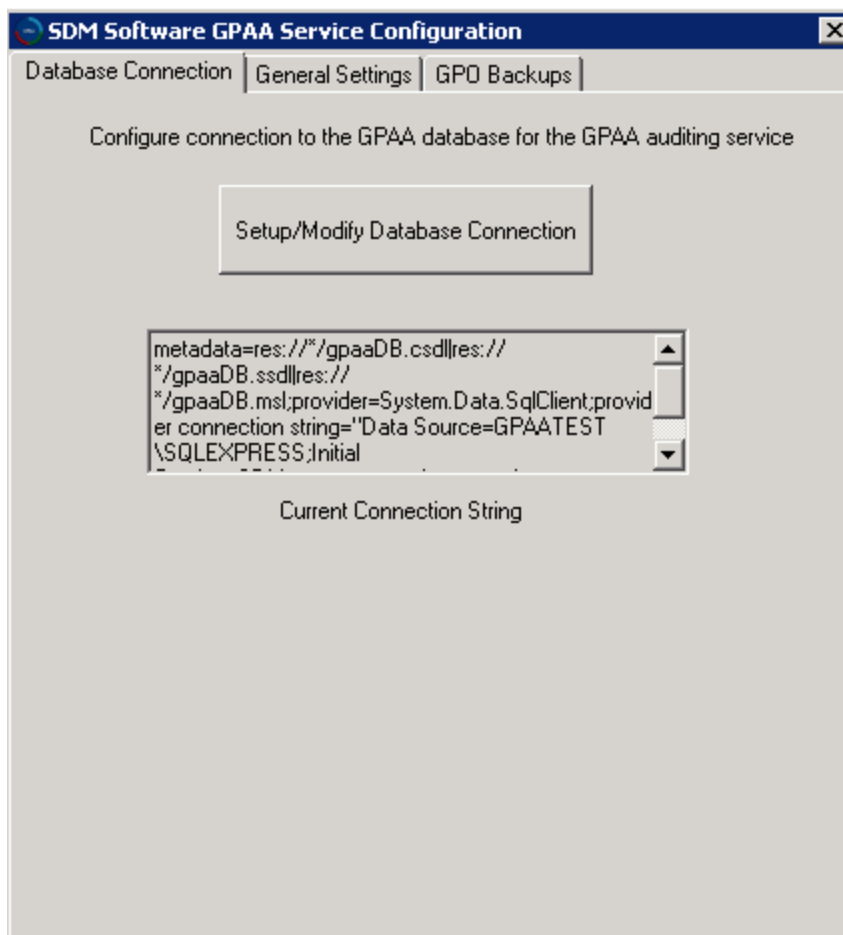 SDM Software GPAA Service Configuration
Database Connection
General Settings
GPO Backups
Configure connection to the GPAA database for the GPAA auditing service
Setup/Modify Database Connection
metadata=res://*/gpaaDB.csdl|res://
*/gpaaDB.ssdl|res://
*/gpaaDB.msl;provider=System.Data.SqlClient;provid
er connection string="Data Source=GPAATEST
\SQLEXPRESS;Initial
Current Connection String